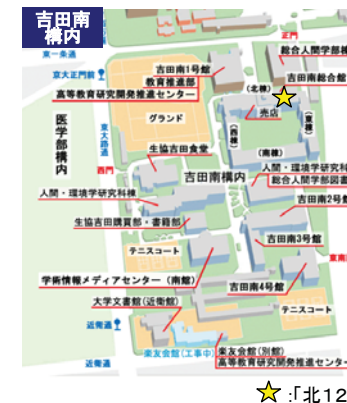 吉田南
構内
東一条通
京大正門前
正門
吉田南1号館
教育推進部
高等教育研究開発推進センター
総合人間学部棟
吉田南総合館
(北棟)
売店
(西棟)
(東棟)
(南棟)
グランド
医学部構内
東大路通
西門
生協吉田食堂
吉田南構内
人間・環境学研究科棟
人間・環境学研究科
総合人間学部図書
生協吉田購買部・書籍部
吉田南2号
吉田南3号館
テニスコート
学術情報メディアセンター(南館)
吉田南4号館
東南
大学文書館(近衛館)
テニスコート
近衛通
近衛通
楽友会館(工事中)
楽友会館(別館)
高等教育研究開発推進センター
:「北12